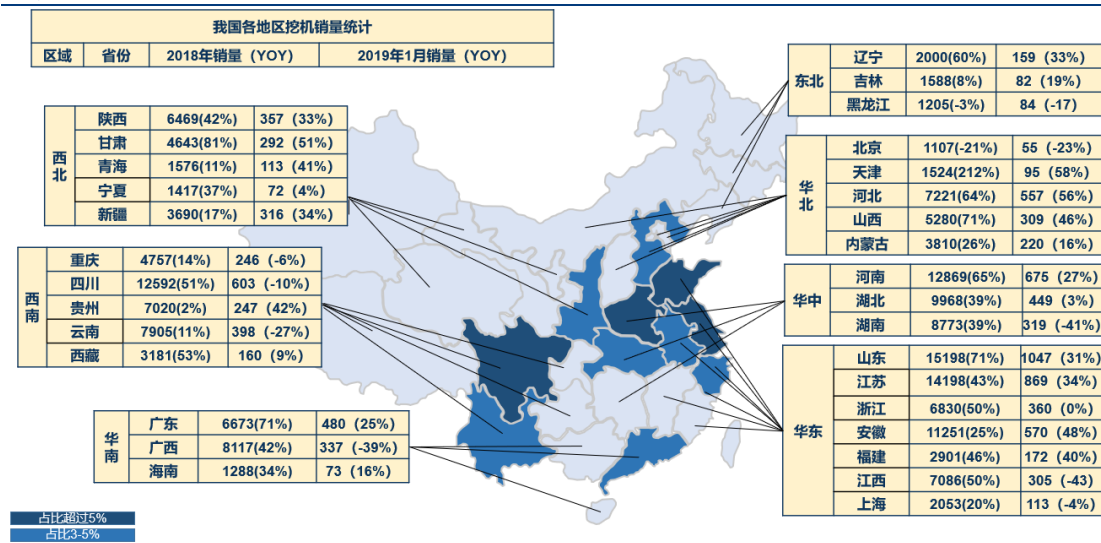 我国各地区挖机销量统计
区域 省份 2018年销量（YOY） 2019年1月销量（YOY）
东北
辽宁 2000(60%) 159（33%）
吉林 1588(8%) 82（19%）
黑龙江 1205(-3%) 84（-17)
西北
陕西 6469(42%) 357（33%）
甘肃 4643(81%) 292（51%）
青海 1576(11%) 113（41%）
宁夏 1417(37%) 72（4%）
新疆 3690(17%) 316（34%）
华北
北京 1107(-21%) 55（-23%）
天津 1524(212%) 95（58%）
河北 7221(64%) 557（56%）
山西 5280(71%) 309（46%）
内蒙古 3810(26%) 220（16%）
西南
重庆 4757(14%) 246（-6%）
四川 12592(51%) 603（-10%）
贵州 7020(2%) 247（42%）
云南 7905(11%) 398（-27%）
西藏 3181(53%) 160（9%）
华中
河南 12869(65%) 675（27%）
湖北 9968(39%) 449（3%）
湖南 8773(39%) 319（-41%）
华东
山东 15198(71%) 1047（31%）
江苏 14198(43%) 869（34%）
浙江 6830(50%) 360（0%）
安徽 11251(25%) 570（48%）
福建 2901(46%) 172（40%）
江西 7086(50%) 305（-43)
上海 2053(20%) 113（-4%）
华南
广东 6673(71%) 480（25%）
广西 8117(42%) 337（-39%）
海南 1288(34%) 73（16%）
占比超过5%
占比3-5%